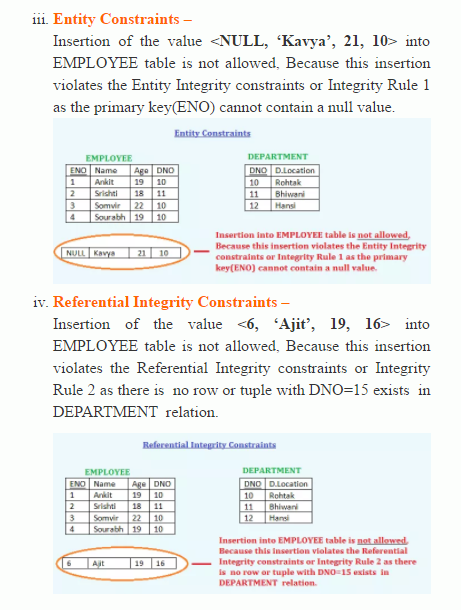 iii. Entity Constraints –
Insertion of the value <NULL, ‘Kavya’, 21, 10> into
EMPLOYEE table is not allowed, Because this insertion
violates the Entity Integrity constraints or Integrity Rule 1
as the primary key(ENO) cannot contain a null value.
Entity Constraints
EMPLOYEE
ENO Name Age DNO
1 Ankit 19 10
2 Srishti 18 11
3 Somvir 22 10
4 Sourabh 19 10
DEPARTMENT
DNO D.Location
10 Rohtak
11 Bhiwani
12 Hansi
NULL Kavya 21 10
Insertion into EMPLOYEE table is not allowed,
Because this insertion violates the Entity Integrity
constraints or Integrity Rule 1 as the primary
key(ENO) cannot contain a null value.
iv. Referential Integrity Constraints –
Insertion of the value <6, ‘Ajit’, 19, 16> into
EMPLOYEE table is not allowed, Because this insertion
violates the Referential Integrity constraints or Integrity
Rule 2 as there is no row or tuple with DNO=15 exists in
DEPARTMENT relation.
Referential Integrity Constraints
EMPLOYEE
ENO Name Age DNO
1 Ankit 19 10
2 Srishti 18 11
3 Somvir 22 10
4 Sourabh 19 10
DEPARTMENT
DNO D.Location
10 Rohtak
11 Bhiwani
12 Hansi
6 Ajit 19 16
Insertion into EMPLOYEE table is not allowed,
Because this insertion violates the Referential
Integrity constraints or Integrity Rule 2 as there
is no row or tuple with DNO=15 exists in
DEPARTMENT relation.